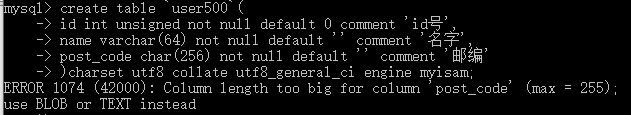 mysql> create table `user500`(
    -> id int unsigned not null default 0 comment 'id号',
    -> name varchar(64) not null default '' comment '名字',
    -> post_code char(256) not null default '' comment '邮编'
    -> )charset utf8 collate utf8_general_ci engine myisam;
ERROR 1074 (42000): Column length too big for column 'post_code' (max = 255);
use BLOB or TEXT instead